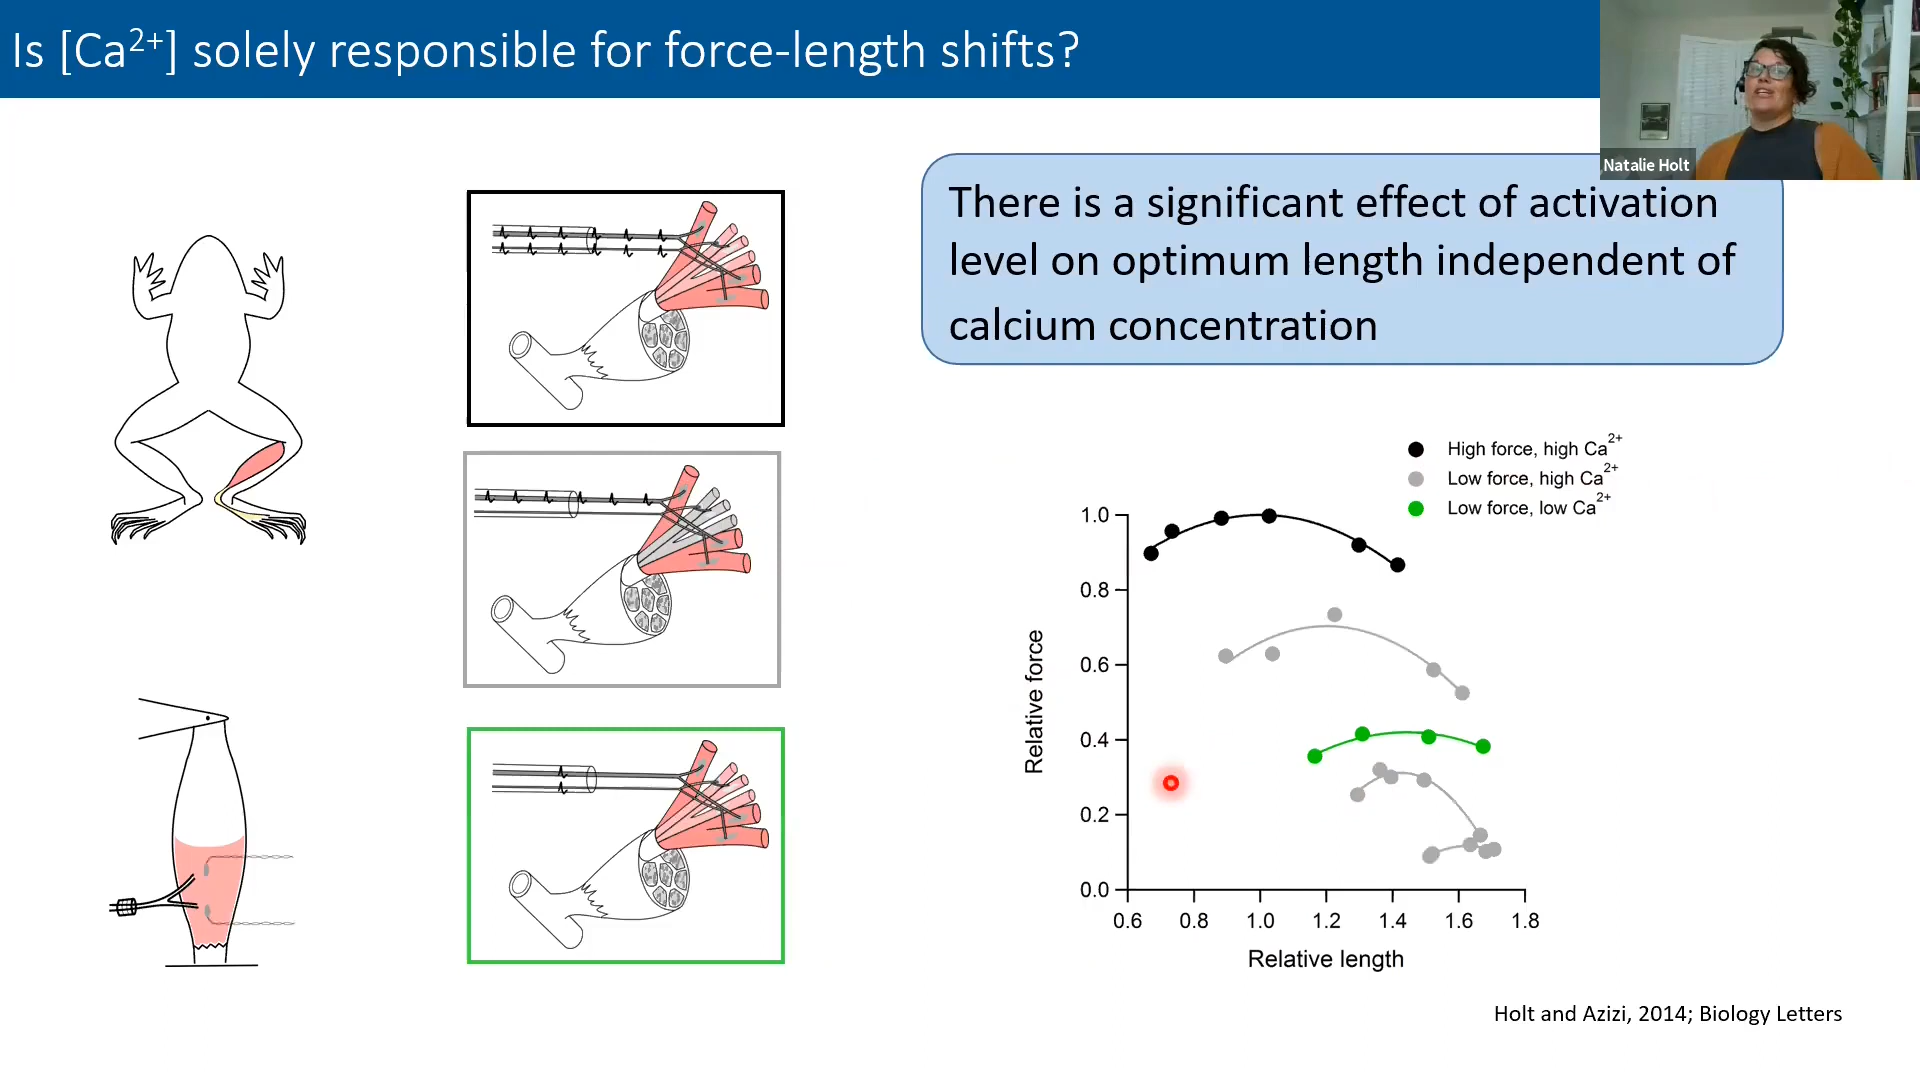 Is [Ca2+] solely responsible for force-length shifts?
Natalie Holt
There is a significant effect of activation
level on optimum length independent of
calcium concentration
High force, high Ca2+
Low force, high Ca2+
Low force, low Ca2+
1.0
0.8
0.6
0.4
0.2
0.0
Relative force
0.6 0.8 1.0 1.2 1.4 1.6 1.8
Relative length
Holt and Azizi, 2014; Biology Letters